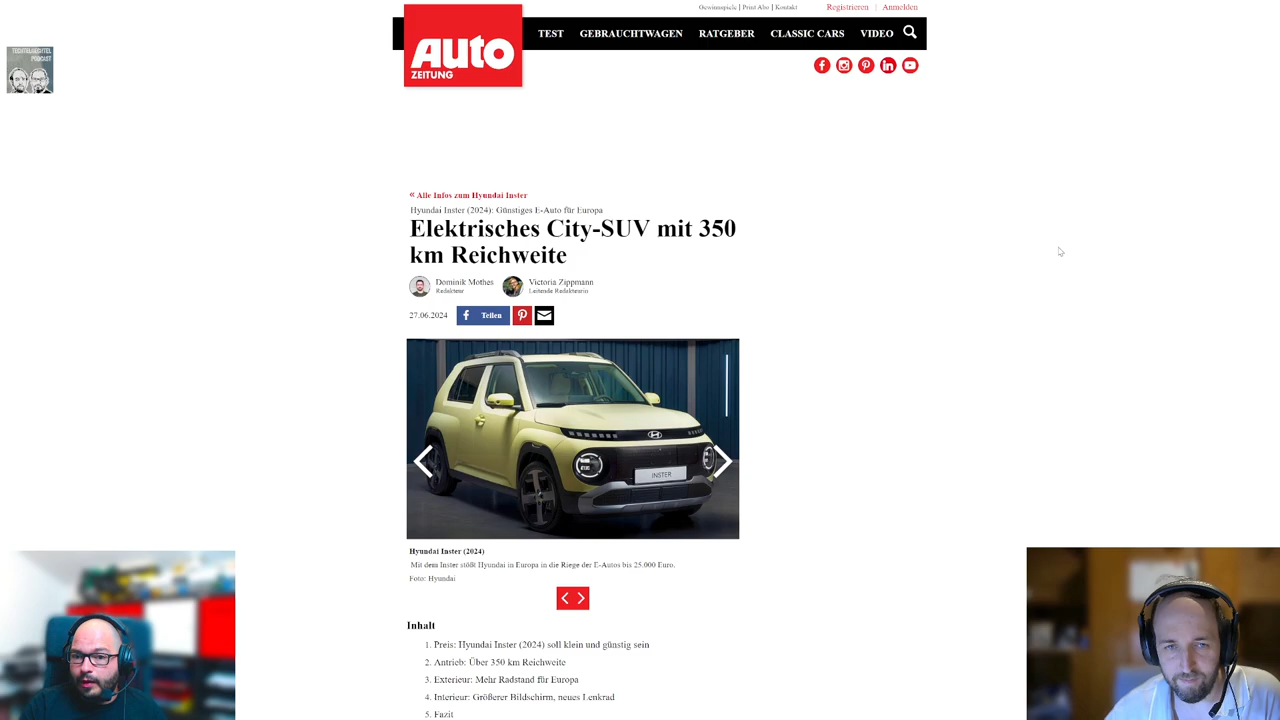 Gewinnspiele | Print Abo | Kontakt
Registrieren | Anmelden
TECHTELMECHTEL
PODCAST
Auto
ZEITUNG
TEST
GEBRAUCHTWAGEN
RATGEBER
CLASSIC CARS
VIDEO
« Alle Infos zum Hyundai Inster
Hyundai Inster (2024): Günstiges E-Auto für Europa
Elektrisches City-SUV mit 350
km Reichweite
Dominik Mothes
Redakteur
Victoria Zippmann
Leitende Redakteurin
27.06.2024
Teilen
INSTER
Hyundai Inster (2024)
Mit dem Inster stößt Hyundai in Europa in die Riege der E-Autos bis 25.000 Euro.
Foto: Hyundai
Inhalt
1. Preis: Hyundai Inster (2024) soll klein und günstig sein
2. Antrieb: Über 350 km Reichweite
3. Exterieur: Mehr Radstand für Europa
4. Interieur: Größerer Bildschirm, neues Lenkrad
5. Fazit